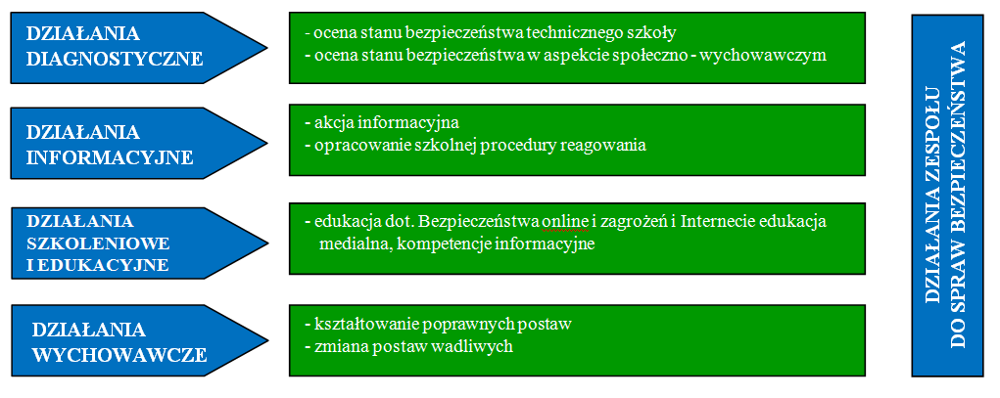 DZIAŁANIA
DIAGNOSTYCZNE
- ocena stanu bezpieczeństwa technicznego szkoły
- ocena stanu bezpieczeństwa w aspekcie społeczno - wychowawczym
DZIAŁANIA
INFORMACYJNE
- akcja informacyjna
- opracowanie szkolnej procedury reagowania
DZIAŁANIA
SZKOLENIOWE
I EDUKACYJNE
- edukacja dot. Bezpieczeństwa online i zagrożeń i Internecie edukacja
medialna, kompetencje informacyjne
DZIAŁANIA
WYCHOWAWCZE
- kształtowanie poprawnych postaw
- zmiana postaw wadliwych
DZIAŁANIA ZESPOŁU
DO SPRAW BEZPIECZEŃSTWA